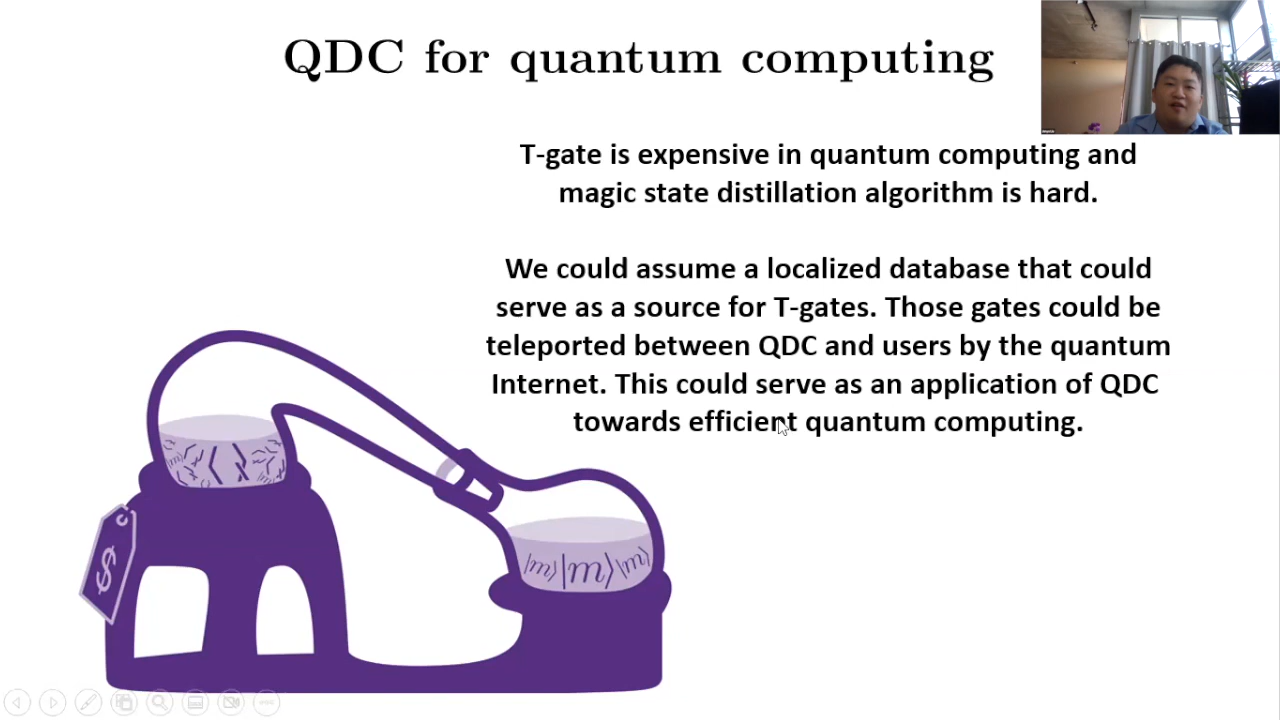 QDC for quantum computing
T-gate is expensive in quantum computing and
magic state distillation algorithm is hard.
We could assume a localized database that could
serve as a source for T-gates. Those gates could be
teleported between QDC and users by the quantum
Internet. This could serve as an application of QDC
towards efficient quantum computing.
$
|m⟩|m⟩|m⟩